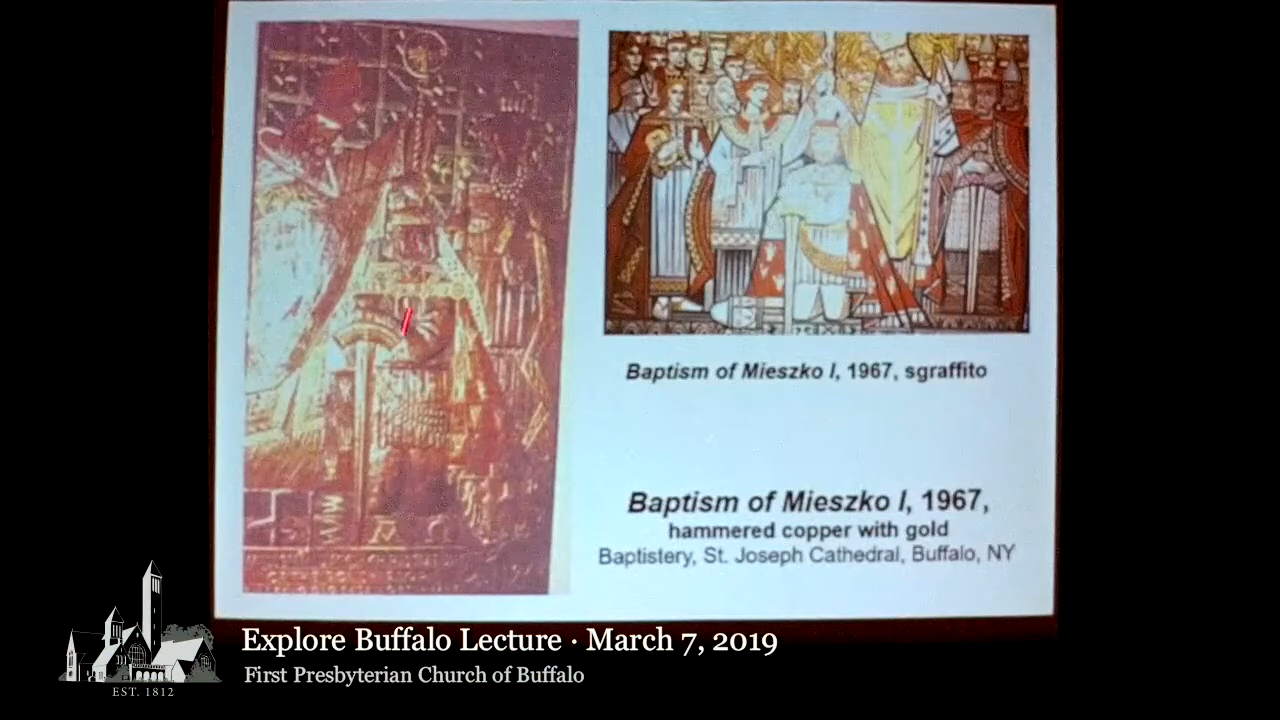 Baptism of Mieszko I, 1967, sgraffito
Baptism of Mieszko I, 1967,
hammered copper with gold
Baptistery, St. Joseph Cathedral, Buffalo, NY
Explore Buffalo Lecture · March 7, 2019
First Presbyterian Church of Buffalo
EST. 1812